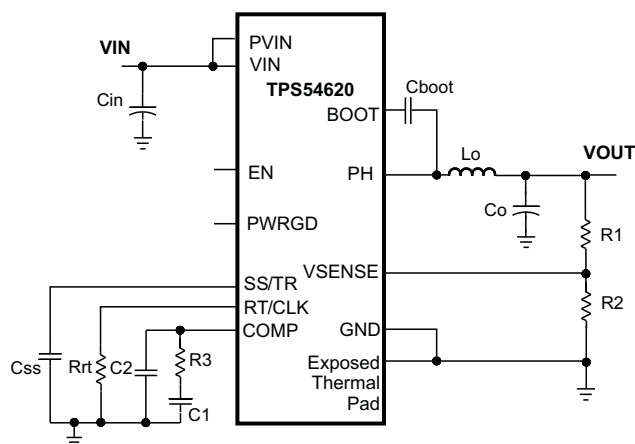 VIN
PVIN
VIN
TPS54620
Cin
BOOT
Cboot
EN
PH
Lo
VOUT
Co
PWRGD
R1
VSENSE
SS/TR
RT/CLK
R2
COMP
GND
Css
Rrt
C2
R3
C1
Exposed
Thermal
Pad